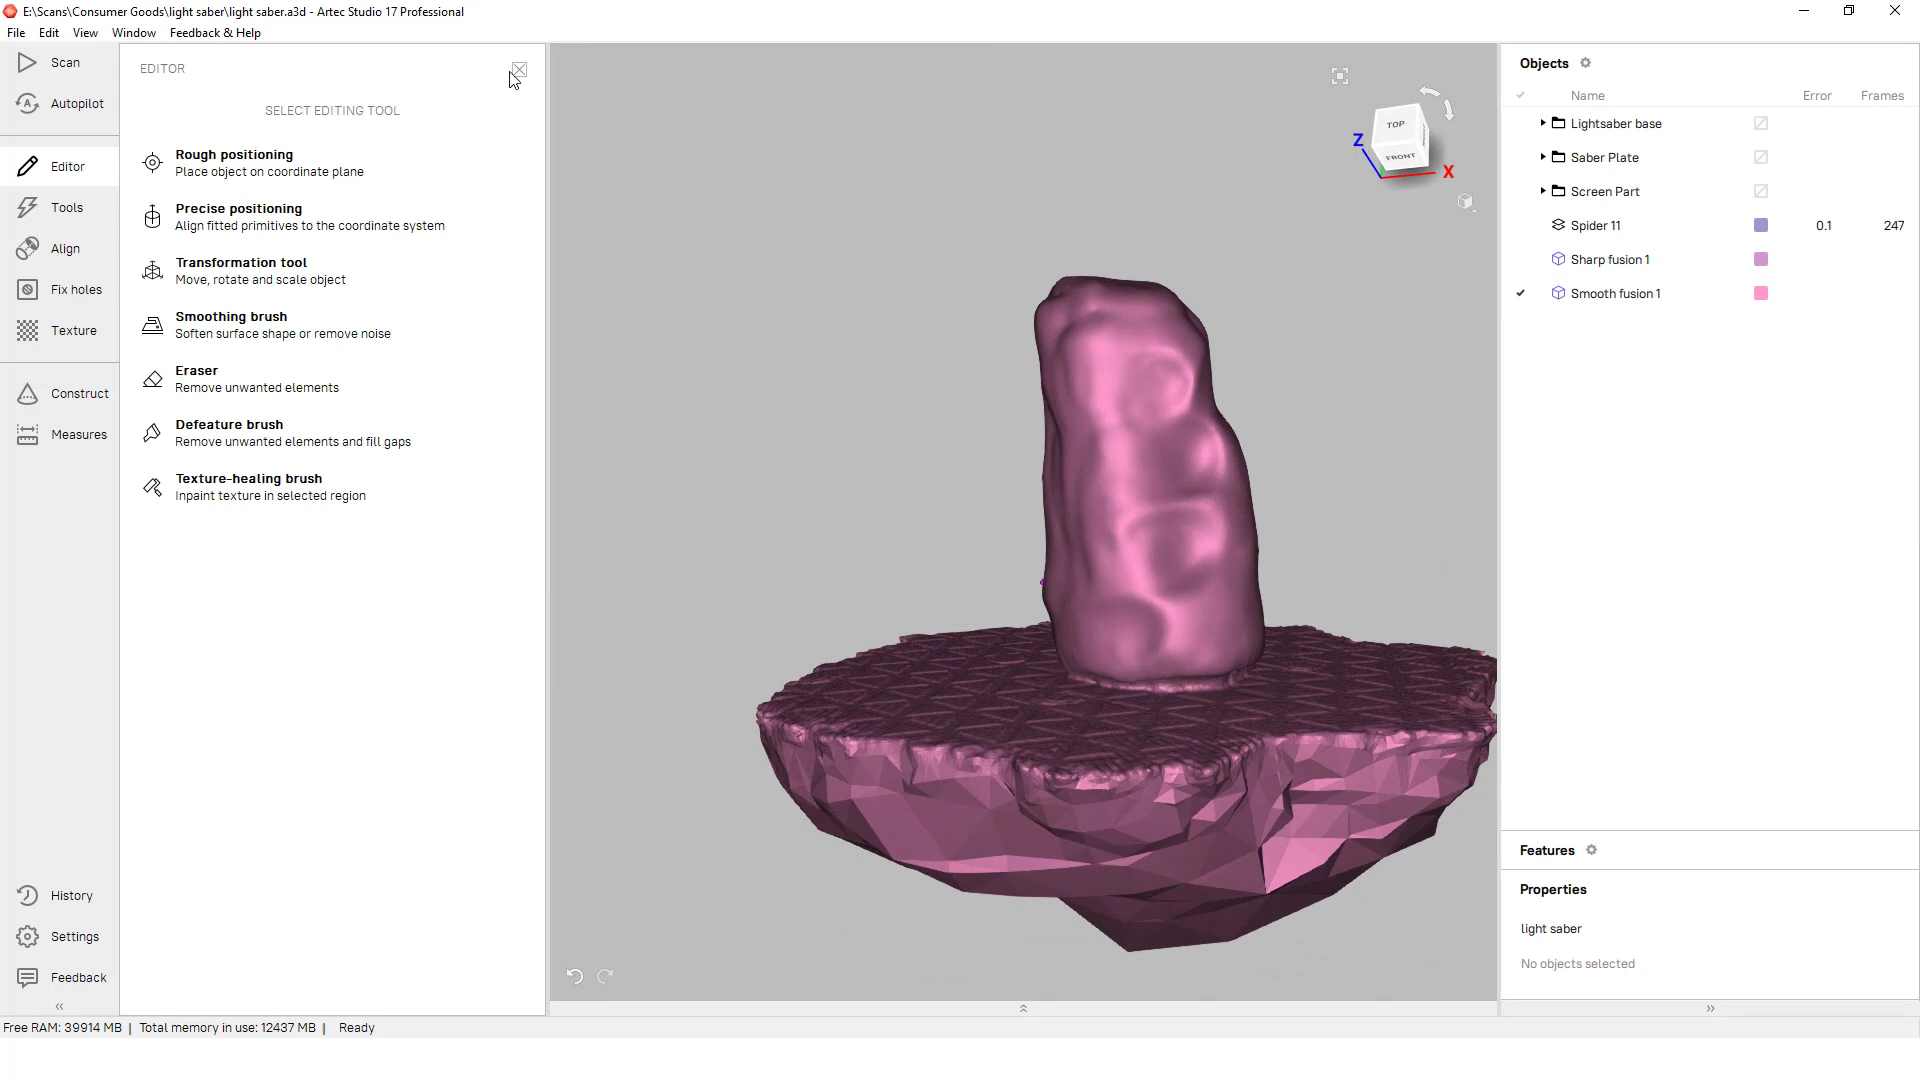 E:\Scans\Consumer Goods\light saber\light saber.a3d - Artec Studio 17 Professional
File Edit View Window Feedback & Help
Scan
Autopilot
Editor
Tools
Align
Fix holes
Texture
Construct
Measures
History
Settings
Feedback
EDITOR
SELECT EDITING TOOL
Rough positioning
Place object on coordinate plane
Precise positioning
Align fitted primitives to the coordinate system
Transformation tool
Move, rotate and scale object
Smoothing brush
Soften surface shape or remove noise
Eraser
Remove unwanted elements
Defeature brush
Remove unwanted elements and fill gaps
Texture-healing brush
Inpaint texture in selected region
TOP
FRONT
Z
X
Objects
Name Error Frames
Lightsaber base
Saber Plate
Screen Part
Spider 11 0.1 247
Sharp fusion 1
Smooth fusion 1
Features
Properties
light saber
No objects selected
Free RAM: 39914 MB | Total memory in use: 12437 MB | Ready